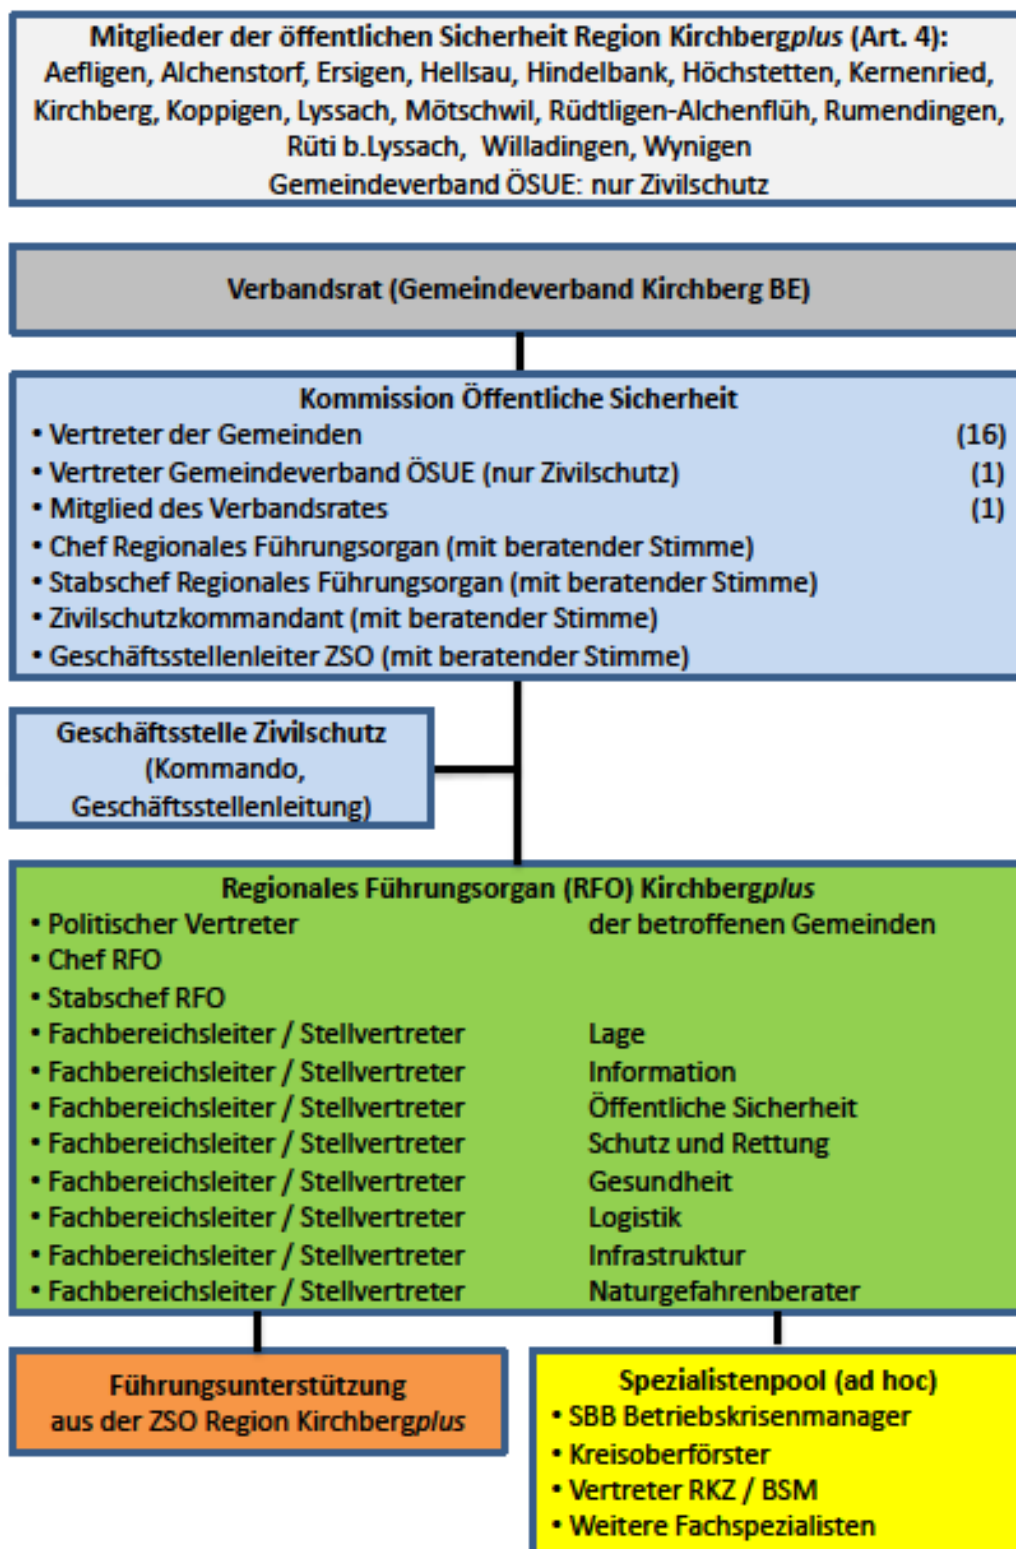 Mitglieder der öffentlichen Sicherheit Region Kirchbergplus (Art. 4):
Aefligen, Alchenstorf, Ersigen, Hellsau, Hindelbank, Höchstetten, Kernenried,
Kirchberg, Koppigen, Lyssach, Mötschwil, Rüdtligen-Alchenflüh, Rumendingen,
Rüti b.Lyssach, Willadingen, Wynigen
Gemeindeverband ÖSUE: nur Zivilschutz
Verbandsrat (Gemeindeverband Kirchberg BE)
Kommission Öffentliche Sicherheit
• Vertreter der Gemeinden (16)
• Vertreter Gemeindeverband ÖSUE (nur Zivilschutz) (1)
• Mitglied des Verbandsrates (1)
• Chef Regionales Führungsorgan (mit beratender Stimme)
• Stabschef Regionales Führungsorgan (mit beratender Stimme)
• Zivilschutzkommandant (mit beratender Stimme)
• Geschäftsstellenleiter ZSO (mit beratender Stimme)
Geschäftsstelle Zivilschutz
(Kommando,
Geschäftsstellenleitung)
Regionales Führungsorgan (RFO) Kirchbergplus
• Politischer Vertreter der betroffenen Gemeinden
• Chef RFO
• Stabschef RFO
• Fachbereichsleiter / Stellvertreter Lage
• Fachbereichsleiter / Stellvertreter Information
• Fachbereichsleiter / Stellvertreter Öffentliche Sicherheit
• Fachbereichsleiter / Stellvertreter Schutz und Rettung
• Fachbereichsleiter / Stellvertreter Gesundheit
• Fachbereichsleiter / Stellvertreter Logistik
• Fachbereichsleiter / Stellvertreter Infrastruktur
• Fachbereichsleiter / Stellvertreter Naturgefahrenberater
Führungsunterstützung
aus der ZSO Region Kirchbergplus
Spezialistenpool (ad hoc)
• SBB Betriebskrisenmanager
• Kreisoberförster
• Vertreter RKZ / BSM
• Weitere Fachspezialisten